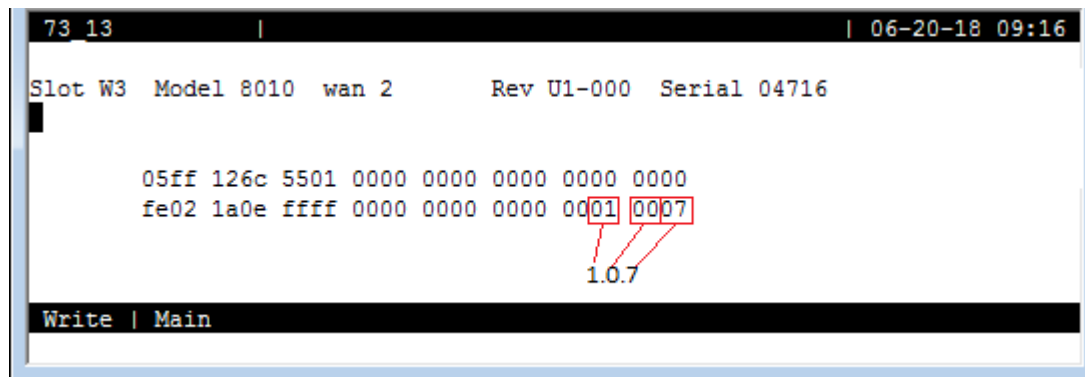 73_13 | | 06-20-18 09:16
Slot W3 Model 8010 wan 2 Rev U1-000 Serial 04716
05ff 126c 5501 0000 0000 0000 0000 0000
fe02 1a0e ffff 0000 0000 0000 0001 0007
1.0.7
Write | Main